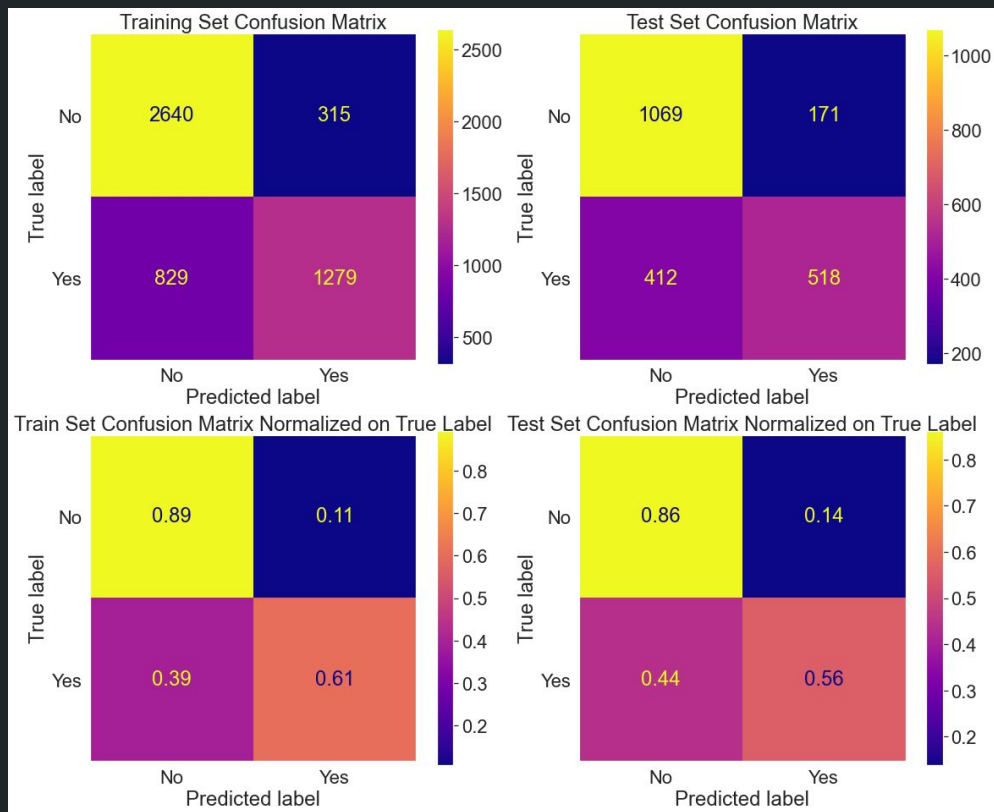 Training Set Confusion Matrix
No
2640
315
Yes
829
1279
No
Yes
True label
Predicted label
2500
2000
1500
1000
500
Test Set Confusion Matrix
No
1069
171
Yes
412
518
No
Yes
True label
Predicted label
1000
800
600
400
200
Train Set Confusion Matrix Normalized on True Label
No
0.89
0.11
Yes
0.39
0.61
No
Yes
True label
Predicted label
0.8
0.7
0.6
0.5
0.4
0.3
0.2
Test Set Confusion Matrix Normalized on True Label
No
0.86
0.14
Yes
0.44
0.56
No
Yes
True label
Predicted label
0.8
0.7
0.6
0.5
0.4
0.3
0.2